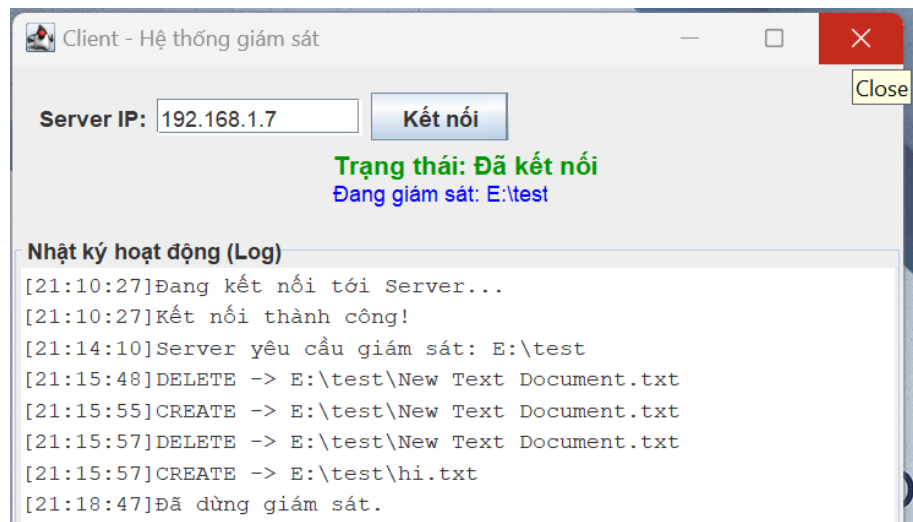 Client - Hệ thống giám sát
Close
Server IP: 192.168.1.7 Kết nối
Trạng thái: Đã kết nối
Đang giám sát: E:\test
Nhật ký hoạt động (Log)
[21:10:27]Đang kết nối tới Server...
[21:10:27]Kết nối thành công!
[21:14:10]Server yêu cầu giám sát: E:\test
[21:15:48]DELETE -> E:\test\New Text Document.txt
[21:15:55]CREATE -> E:\test\New Text Document.txt
[21:15:57]DELETE -> E:\test\New Text Document.txt
[21:15:57]CREATE -> E:\test\hi.txt
[21:18:47]Đã dừng giám sát.